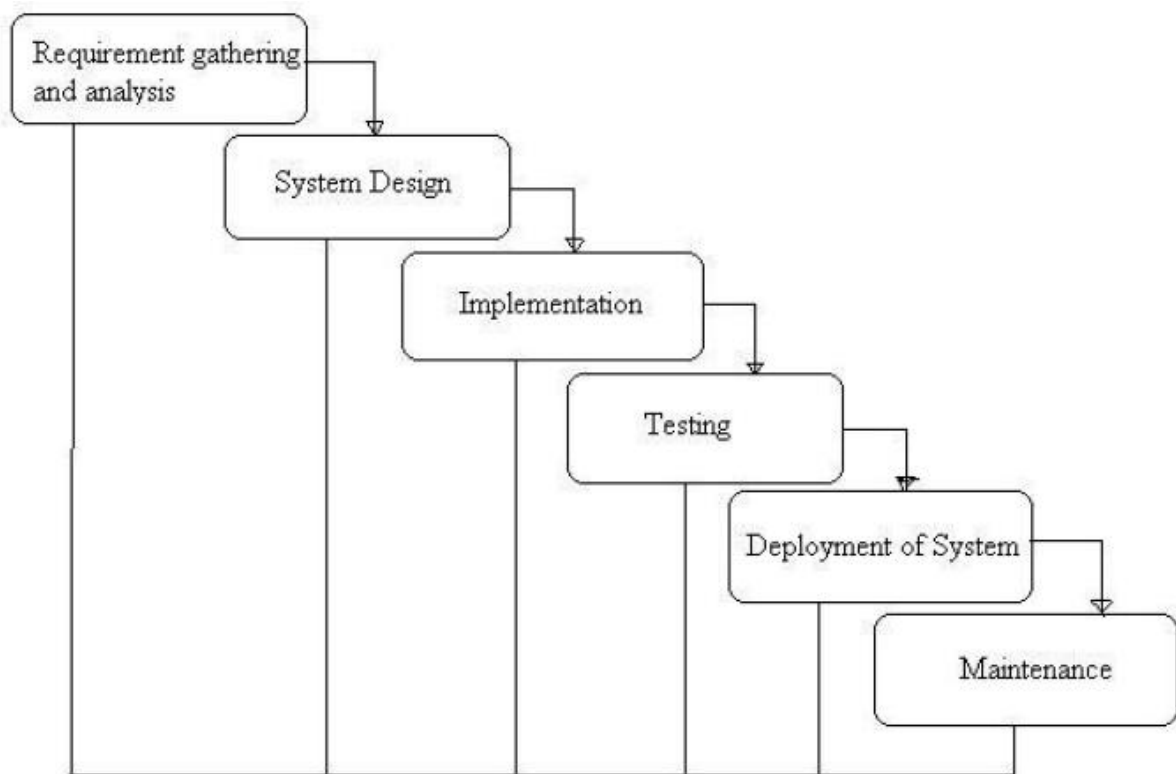 Requirement gathering
and analysis
System Design
Implementation
Testing
Deployment of System
Maintenance